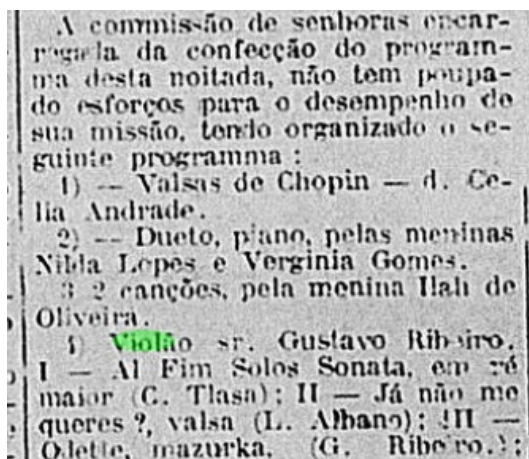 A commissão de senhoras encar-
regada da confecção do program-
ma desta noitada, não tem poupa-
do esforços para o desempenho de
sua missão, tendo organizado o se-
guinte programma :
1) — Valsas de Chopin — d. Ce-
lia Andrade.
2) — Dueto, piano, pelas meninas
Nilda Lopes e Verginia Gomes.
3 2 canções, pela menina Ilah de
Oliveira.
4) Violão sr. Gustavo Ribeiro.
I — Al Fim Solos Sonata, em ré
maior (C. Tlasa); II — Já não me
queres ?, valsa (L. Albano); III —
Odette, mazurka, (G. Ribeiro.);